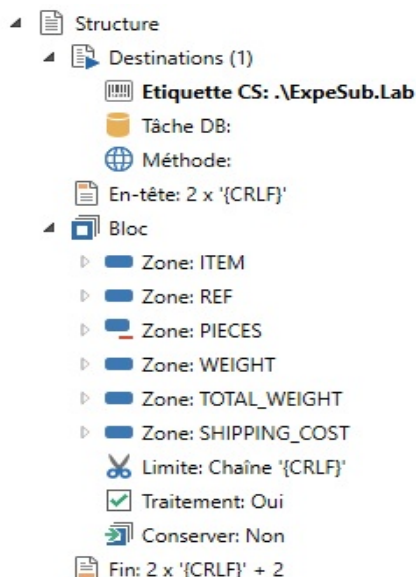 Structure
Destinations (1)
Etiquette CS: .\ExpeSub.Lab
Tâche DB:
Méthode:
En-tête: 2 x '{CRLF}'
Bloc
Zone: ITEM
Zone: REF
Zone: PIECES
Zone: WEIGHT
Zone: TOTAL_WEIGHT
Zone: SHIPPING_COST
Limite: Chaîne '{CRLF}'
Traitement: Oui
Conserver: Non
Fin: 2 x '{CRLF}' + 2